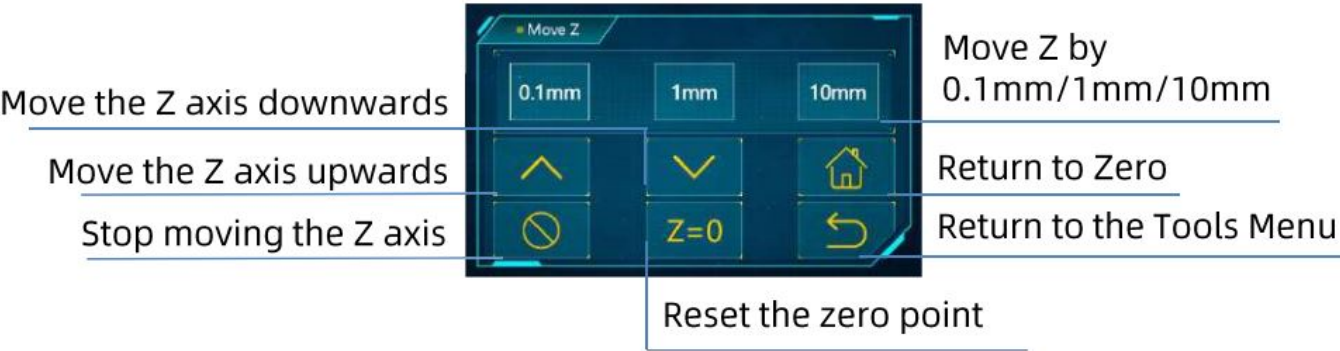 Move Z
0.1mm 1mm 10mm
Z=0
Move the Z axis downwards
Move the Z axis upwards
Stop moving the Z axis
Move Z by
0.1mm/1mm/10mm
Return to Zero
Return to the Tools Menu
Reset the zero point